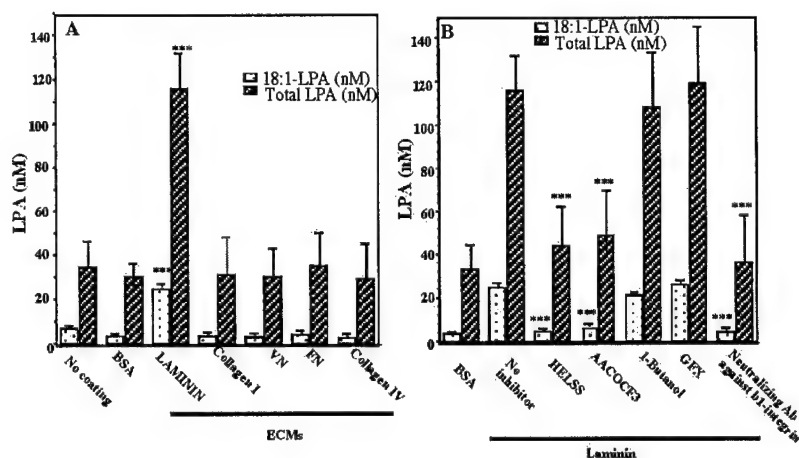 A
18:1-LPA (nM)
Total LPA (nM)
LPA (nM)
140
120
100
80
60
40
20
0
***
***
No coating
BSA
LAMININ
Collagen I
VN
FN
Collagen IV
ECMs
B
18:1-LPA (nM)
Total LPA (nM)
LPA (nM)
140
120
100
80
60
40
20
0
***
***
***
***
***
***
BSA
No
inhibitor
HELSS
AACOCF3
1-Butanol
GFX
Neutralizing Ab
against b1-integrin
Laminin